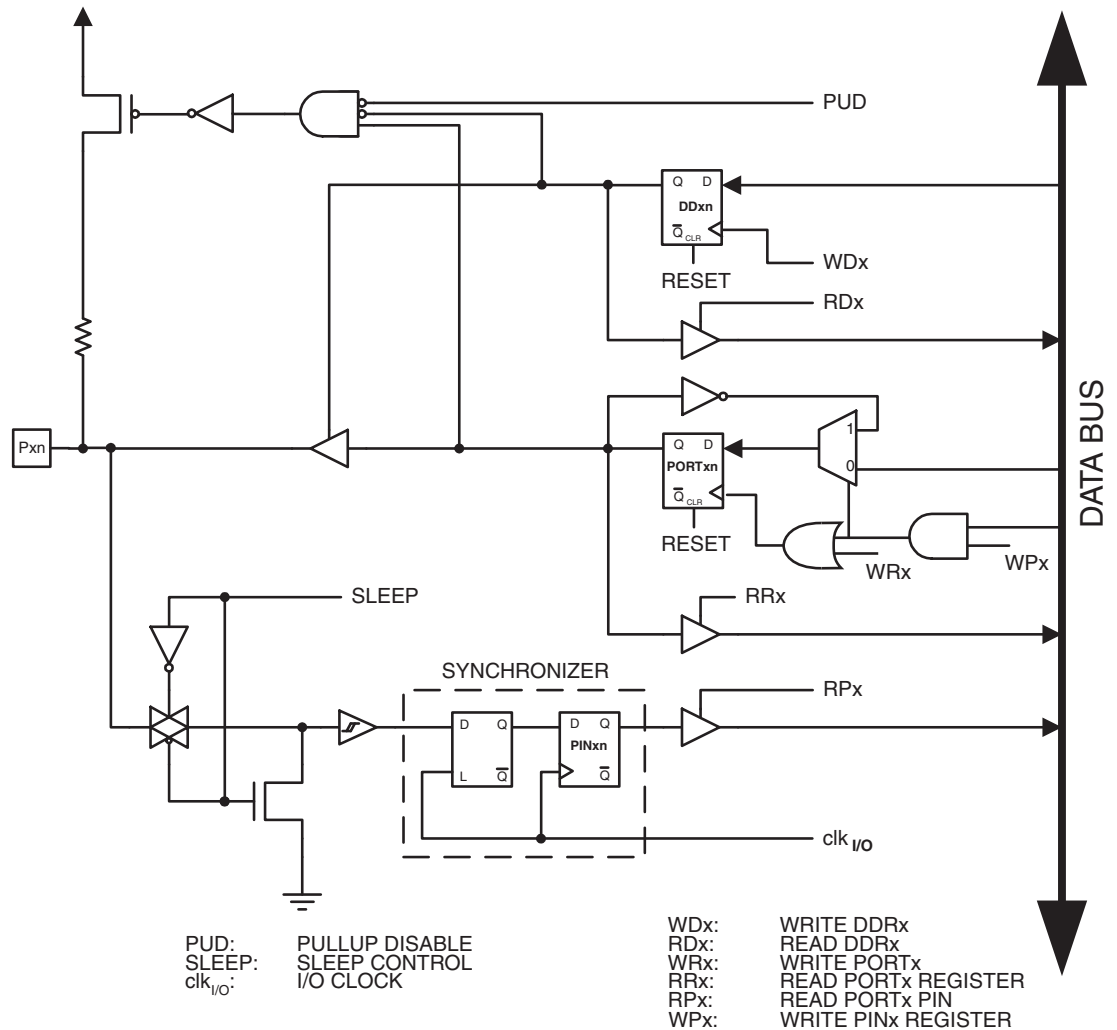 PUD
Q D
DDxn
Q CLR
WDx
RESET
RDx
DATA BUS
1
Pxn
Q D
PORTxn
0
Q CLR
RESET
WRx
WPx
SLEEP
RRx
SYNCHRONIZER
RPx
D Q
D Q
PINxn
L Q
Q
clk I/O
PUD: PULLUP DISABLE
SLEEP: SLEEP CONTROL
clkI/O: I/O CLOCK
WDx: WRITE DDRx
RDx: READ DDRx
WRx: WRITE PORTx
RRx: READ PORTx REGISTER
RPx: READ PORTx PIN
WPx: WRITE PINx REGISTER